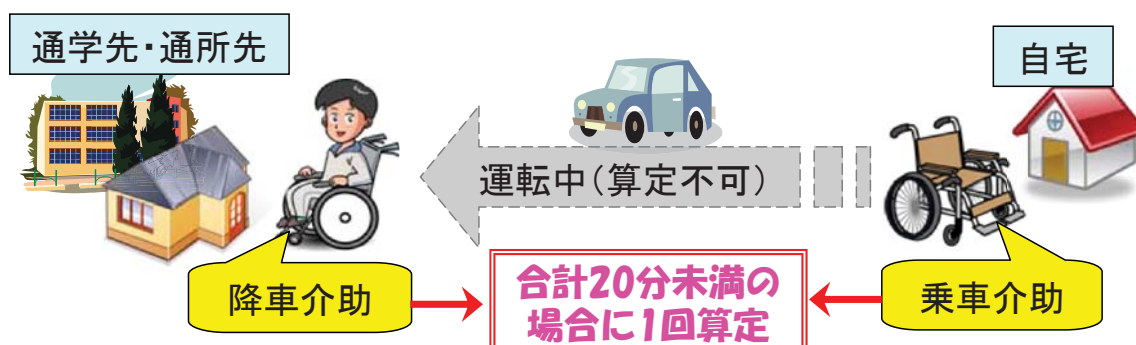 通学先・通所先
自宅
運転中(算定不可)
降車介助
合計20分未満の
場合に1回算定
乗車介助